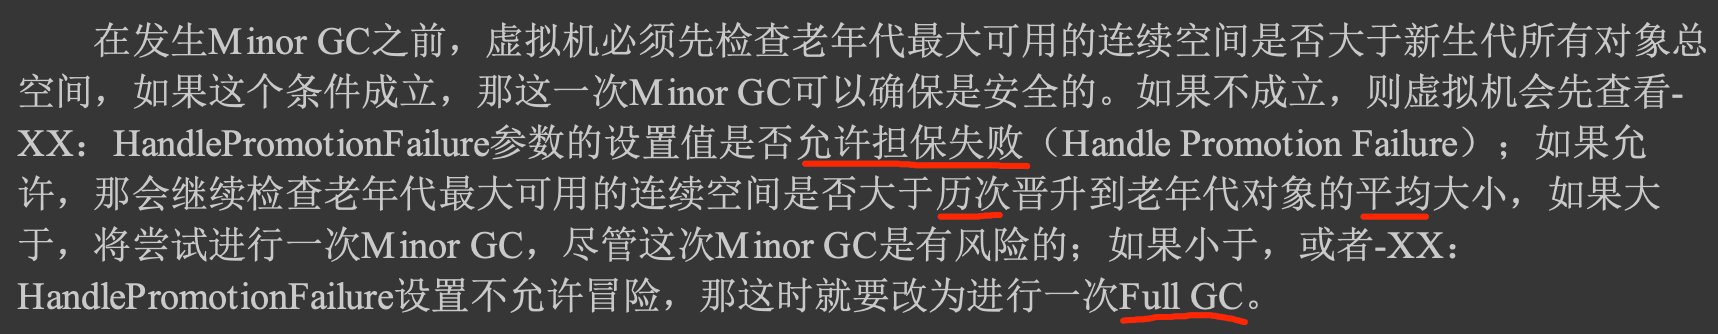 在发生Minor GC之前，虚拟机必须先检查老年代最大可用的连续空间是否大于新生代所有对象总
空间，如果这个条件成立，那这一次Minor GC可以确保是安全的。如果不成立，则虚拟机会先查看-
XX：HandlePromotionFailure参数的设置值是否允许担保失败（Handle Promotion Failure）；如果允
许，那会继续检查老年代最大可用的连续空间是否大于历次晋升到老年代对象的平均大小，如果大
于，将尝试进行一次Minor GC，尽管这次Minor GC是有风险的；如果小于，或者-XX：
HandlePromotionFailure设置不允许冒险，那这时就要改为进行一次Full GC。